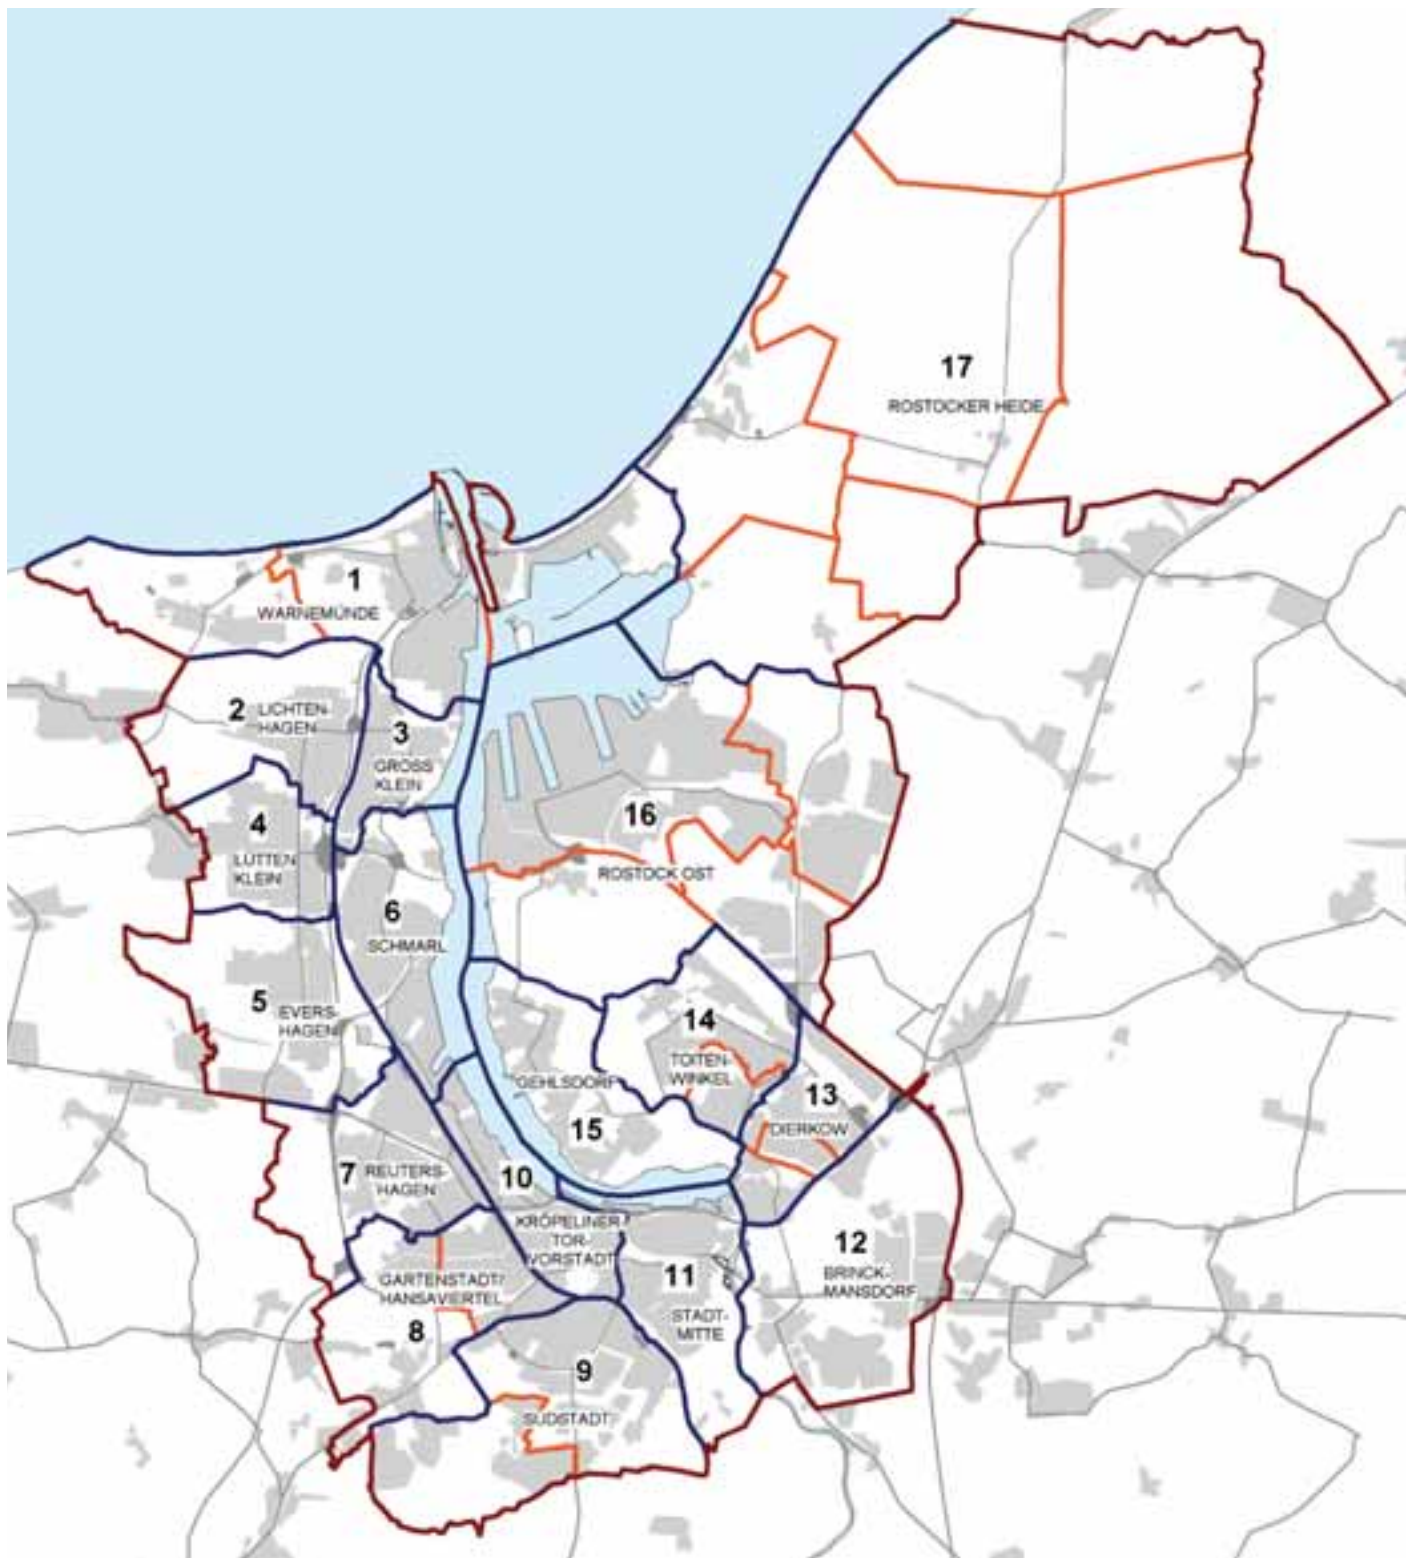 17
ROSTOCKER HEIDE
1
WARNEMÜNDE
2
LICHTEN-
HAGEN
3
GROSS
KLEIN
16
ROSTOCK OST
4
LÜTTEN
KLEIN
6
SCHMARL
5
EVERS-
HAGEN
14
TOITEN-
WINKEL
GEHLSDORF
15
13
DIERKOW
7
REUTERS-
HAGEN
10
KRÖPELINER
TOR-
VORSTADT
12
BRINCK-
MANSDORF
GARTENSTADT/
HANSAVIERTEL
8
11
STADT-
MITTE
9
SÜDSTADT